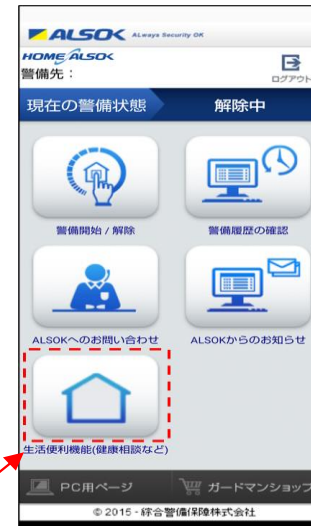 ALSOK ALways Security OK
HOME ALSOK
警備先：
ログアウト
現在の警備状態 解除中
警備開始 / 解除 警備履歴の確認
ALSOKへのお問い合わせ ALSOKからのお知らせ
生活便利機能(健康相談など)
PC用ページ ガードマンショップ
© 2015 - 綜合警備保障株式会社